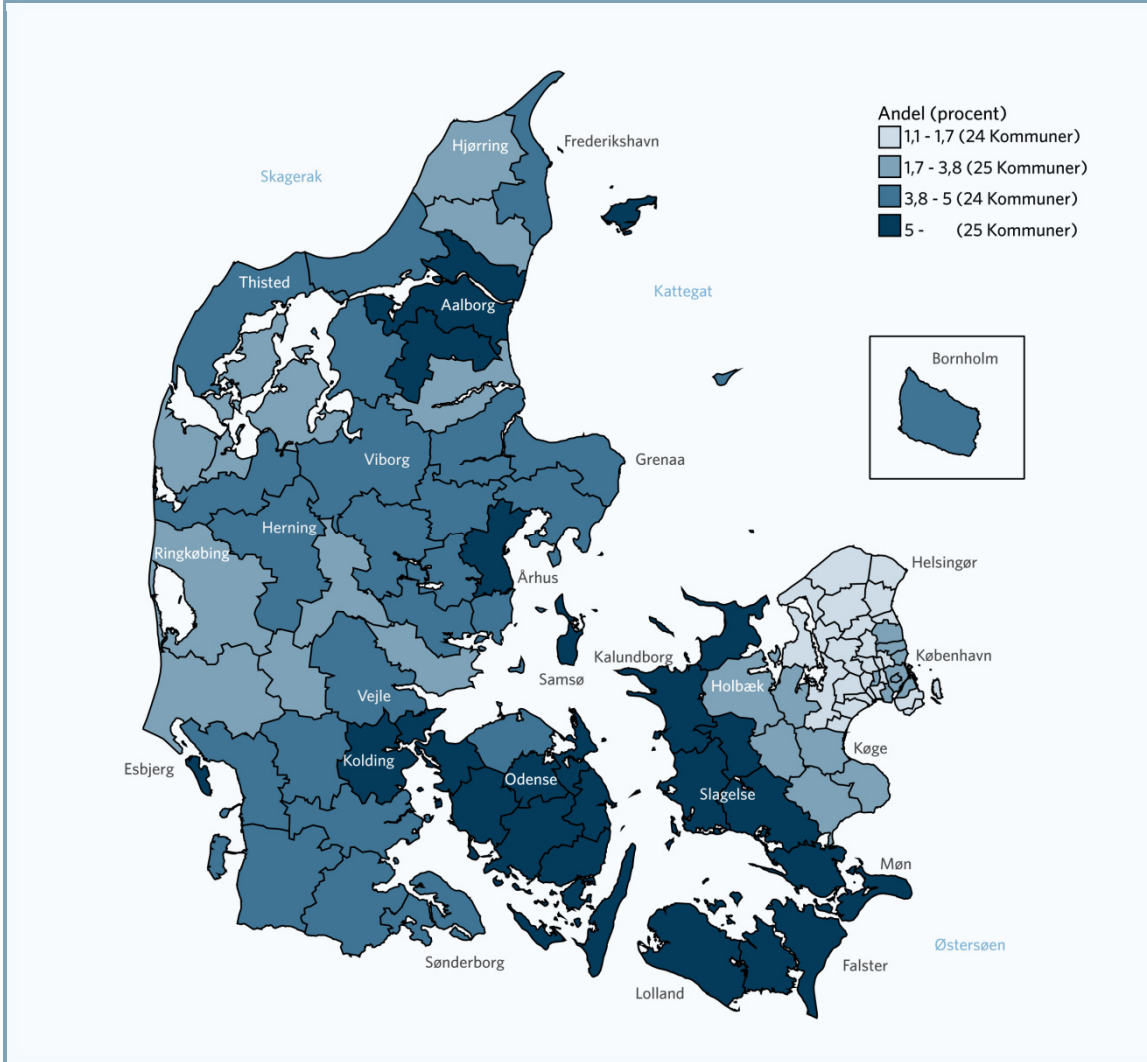 Andel (procent)
1,1 - 1,7 (24 Kommuner)
1,7 - 3,8 (25 Kommuner)
3,8 - 5 (24 Kommuner)
5 - (25 Kommuner)
Hjørring
Frederikshavn
Skagerak
Thisted
Kattegat
Aalborg
Bornholm
Viborg
Grenaa
Herning
Ringkøbing
Helsingør
Århus
København
Kalundborg
Samsø
Holbæk
Vejle
Køge
Kolding
Esbjerg
Odense
Slagelse
Møn
Østersøen
Sønderborg
Falster
Lolland